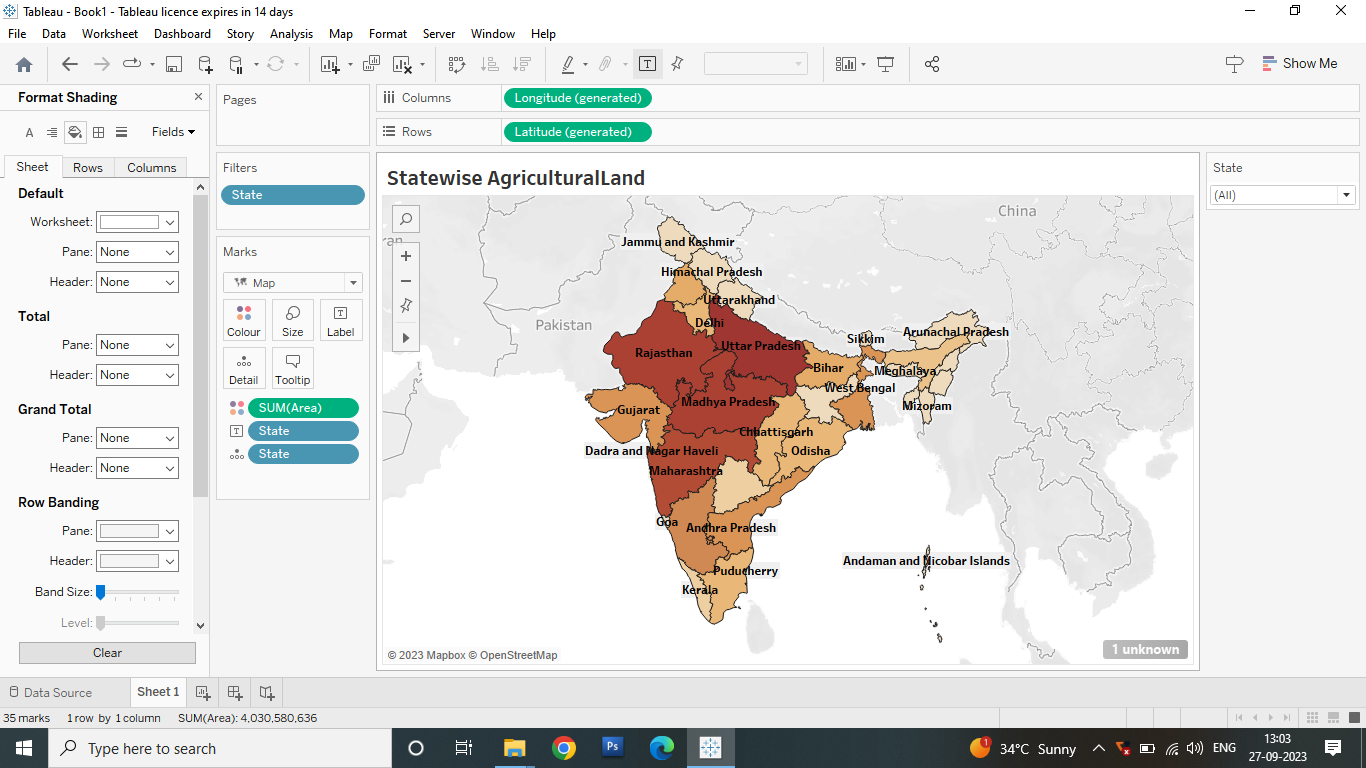 Tableau - Book1 - Tableau licence expires in 14 days
File Data Worksheet Dashboard Story Analysis Map Format Server Window Help
Show Me
Format Shading
Fields
Sheet Rows Columns
Default
Worksheet:
Pane: None
Header: None
Total
Pane: None
Header: None
Grand Total
Pane: None
Header: None
Row Banding
Pane:
Header:
Band Size:
Level:
Clear
Pages
Filters
State
Marks
Map
Colour Size Label
Detail Tooltip
SUM(Area)
State
State
Columns Longitude (generated)
Rows Latitude (generated)
Statewise AgriculturalLand
China
Jammu and Kashmir
Himachal Pradesh
Uttarakhand
Pakistan
Delhi
Arunachal Pradesh
Sikkim
Uttar Pradesh
Rajasthan
Bihar
Meghalaya
West Bengal
Madhya Pradesh
Mizoram
Gujarat
Chhattisgarh
Dadra and Nagar Haveli
Odisha
Maharashtra
Goa
Andhra Pradesh
Andaman and Nicobar Islands
Puducherry
Kerala
© 2023 Mapbox © OpenStreetMap
1 unknown
State
(All)
Data Source Sheet 1
35 marks 1 row by 1 column SUM(Area): 4,030,580,636
Type here to search
Ps
1
34°C Sunny
ENG
13:03
27-09-2023